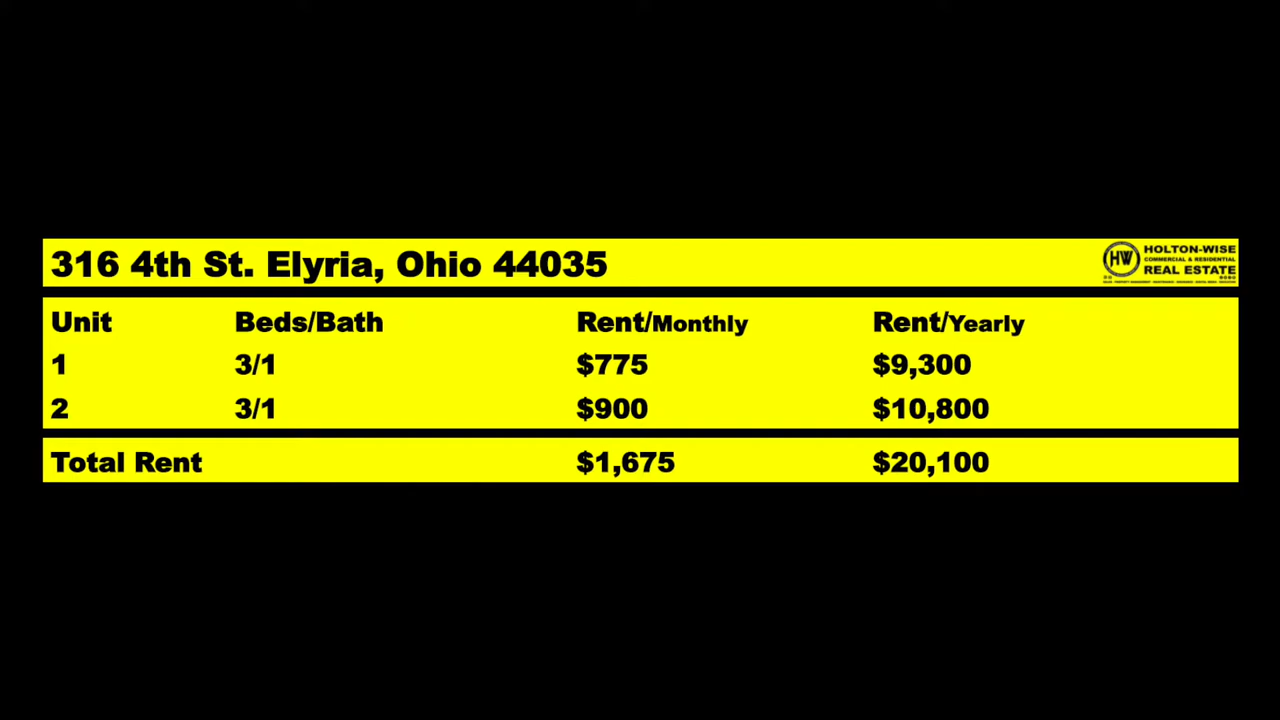 316 4th St. Elyria, Ohio 44035
HW
HOLTON-WISE
COMMERCIAL & RESIDENTIAL
REAL ESTATE
Unit Beds/Bath Rent/Monthly Rent/Yearly
1 3/1 $775 $9,300
2 3/1 $900 $10,800
Total Rent $1,675 $20,100